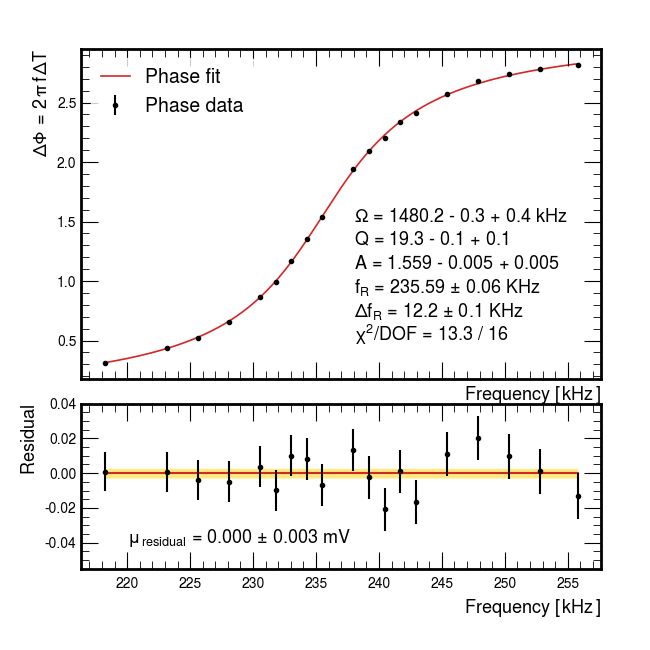 Δϕ = 2πfΔT
Phase fit
Phase data
2.5
2.0
1.5
1.0
0.5
Ω = 1480.2 - 0.3 + 0.4 kHz
Q = 19.3 - 0.1 + 0.1
A = 1.559 - 0.005 + 0.005
f_R = 235.59 ± 0.06 KHz
Δf_R = 12.2 ± 0.1 KHz
χ²/DOF = 13.3 / 16
Frequency [kHz]
Residual
0.04
0.02
0.00
-0.02
-0.04
μ_residual = 0.000 ± 0.003 mV
220 225 230 235 240 245 250 255
Frequency [kHz]